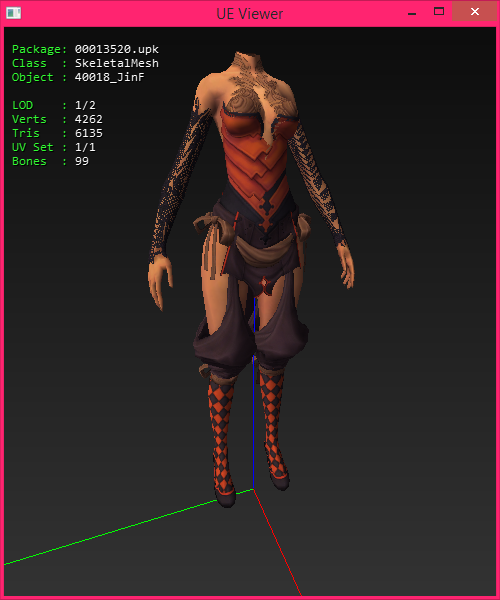 UE Viewer
Package: 00013520.upk
Class : SkeletalMesh
Object : 40018_JinF
LOD : 1/2
Verts : 4262
Tris : 6135
UV Set : 1/1
Bones : 99